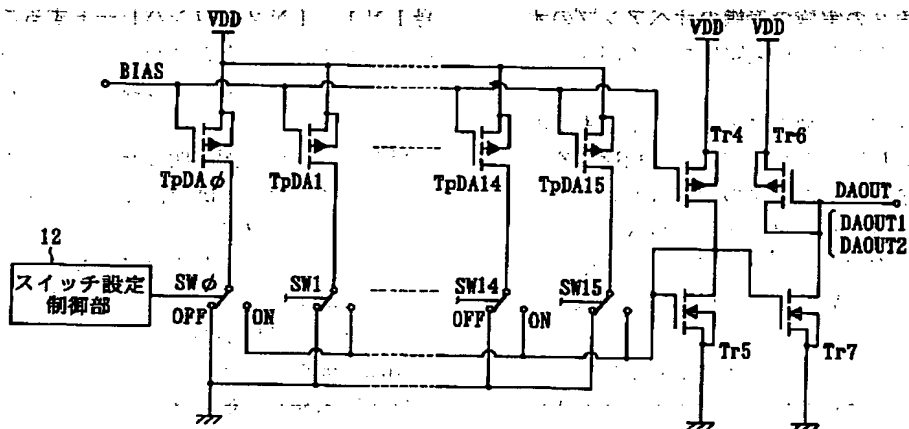 VDD
VDD
VDD
BIAS
Tr4
Tr6
TpDAφ
TpDA1
TpDA14
TpDA15
DAOUT
DAOUT1
DAOUT2
12
スイッチ設定
制御部
SWφ
SW1
SW14
SW15
OFF
ON
OFF
ON
Tr5
Tr7